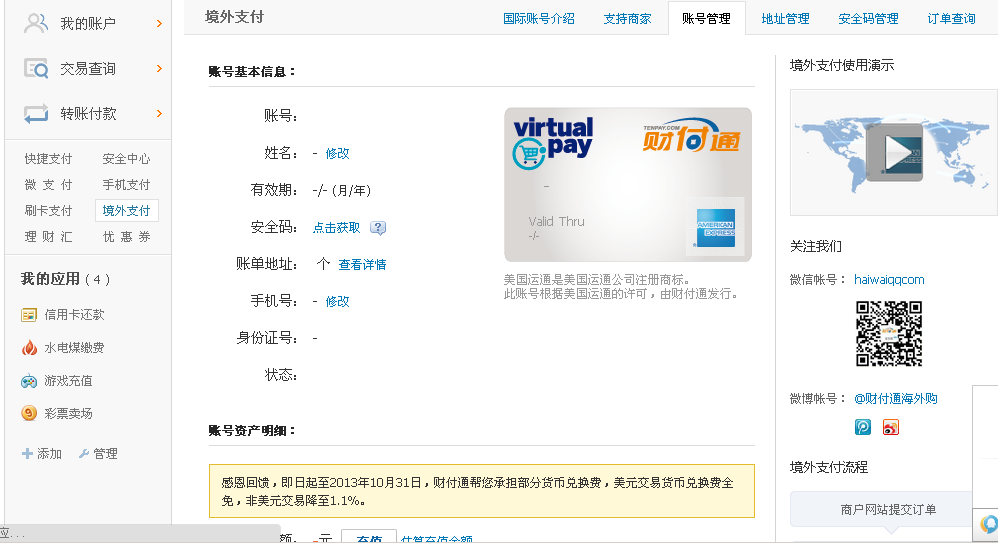 我的账户
交易查询
转账付款
快捷支付 安全中心
微 支 付 手机支付
刷卡支付 境外支付
理 财 汇 优 惠 券
我的应用 ( 4 )
信用卡还款
水电煤缴费
游戏充值
彩票卖场
添加 管理
应...
境外支付
国际账号介绍 支持商家 账号管理 地址管理 安全码管理 订单查询
账号基本信息：
账号：
姓名： - 修改
有效期： -/- (月/年)
安全码： 点击获取 ?
账单地址： 个 查看详情
手机号： - 修改
身份证号： -
状态：
virtual pay
TENPAY.COM
财付通
--
Valid Thru
-/-
AMERICAN EXPRESS
美国运通是美国运通公司注册商标。
此账号根据美国运通的许可，由财付通发行。
账号资产明细：
感恩回馈，即日起至2013年10月31日，财付通帮您承担部分货币兑换费，美元交易货币兑换费全
免，非美元交易降至1.1%。
额： -元 充值 估算充值金额
境外支付使用演示
关注我们
微信帐号： haiwaiqqcom
微博帐号： @财付通海外购
境外支付流程
商户网站提交订单